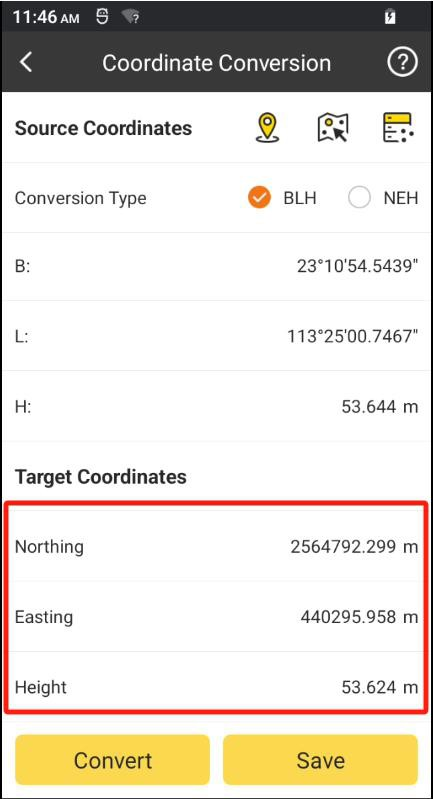 11:46 AM
Coordinate Conversion
Source Coordinates
Conversion Type BLH NEH
B: 23°10'54.5439"
L: 113°25'00.7467"
H: 53.644 m
Target Coordinates
Northing 2564792.299 m
Easting 440295.958 m
Height 53.624 m
Convert Save